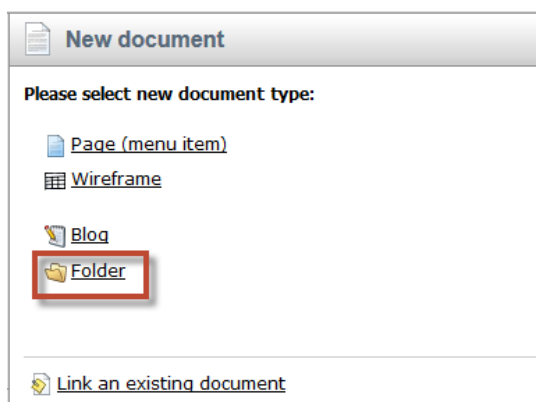 New document
Please select new document type:
Page (menu item)
Wireframe
Blog
Folder
Link an existing document